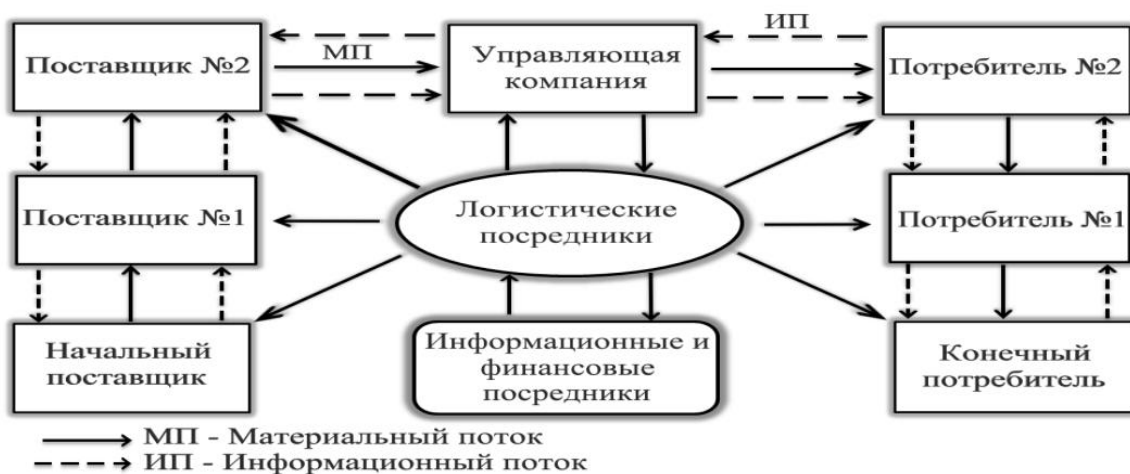 ИП
Поставщик №2
МП
Управляющая
компания
Потребитель №2
Поставщик №1
Логистические
посредники
Потребитель №1
Начальный
поставщик
Информационные и
финансовые
посредники
Конечный
потребитель
МП - Материальный поток
ИП - Информационный поток